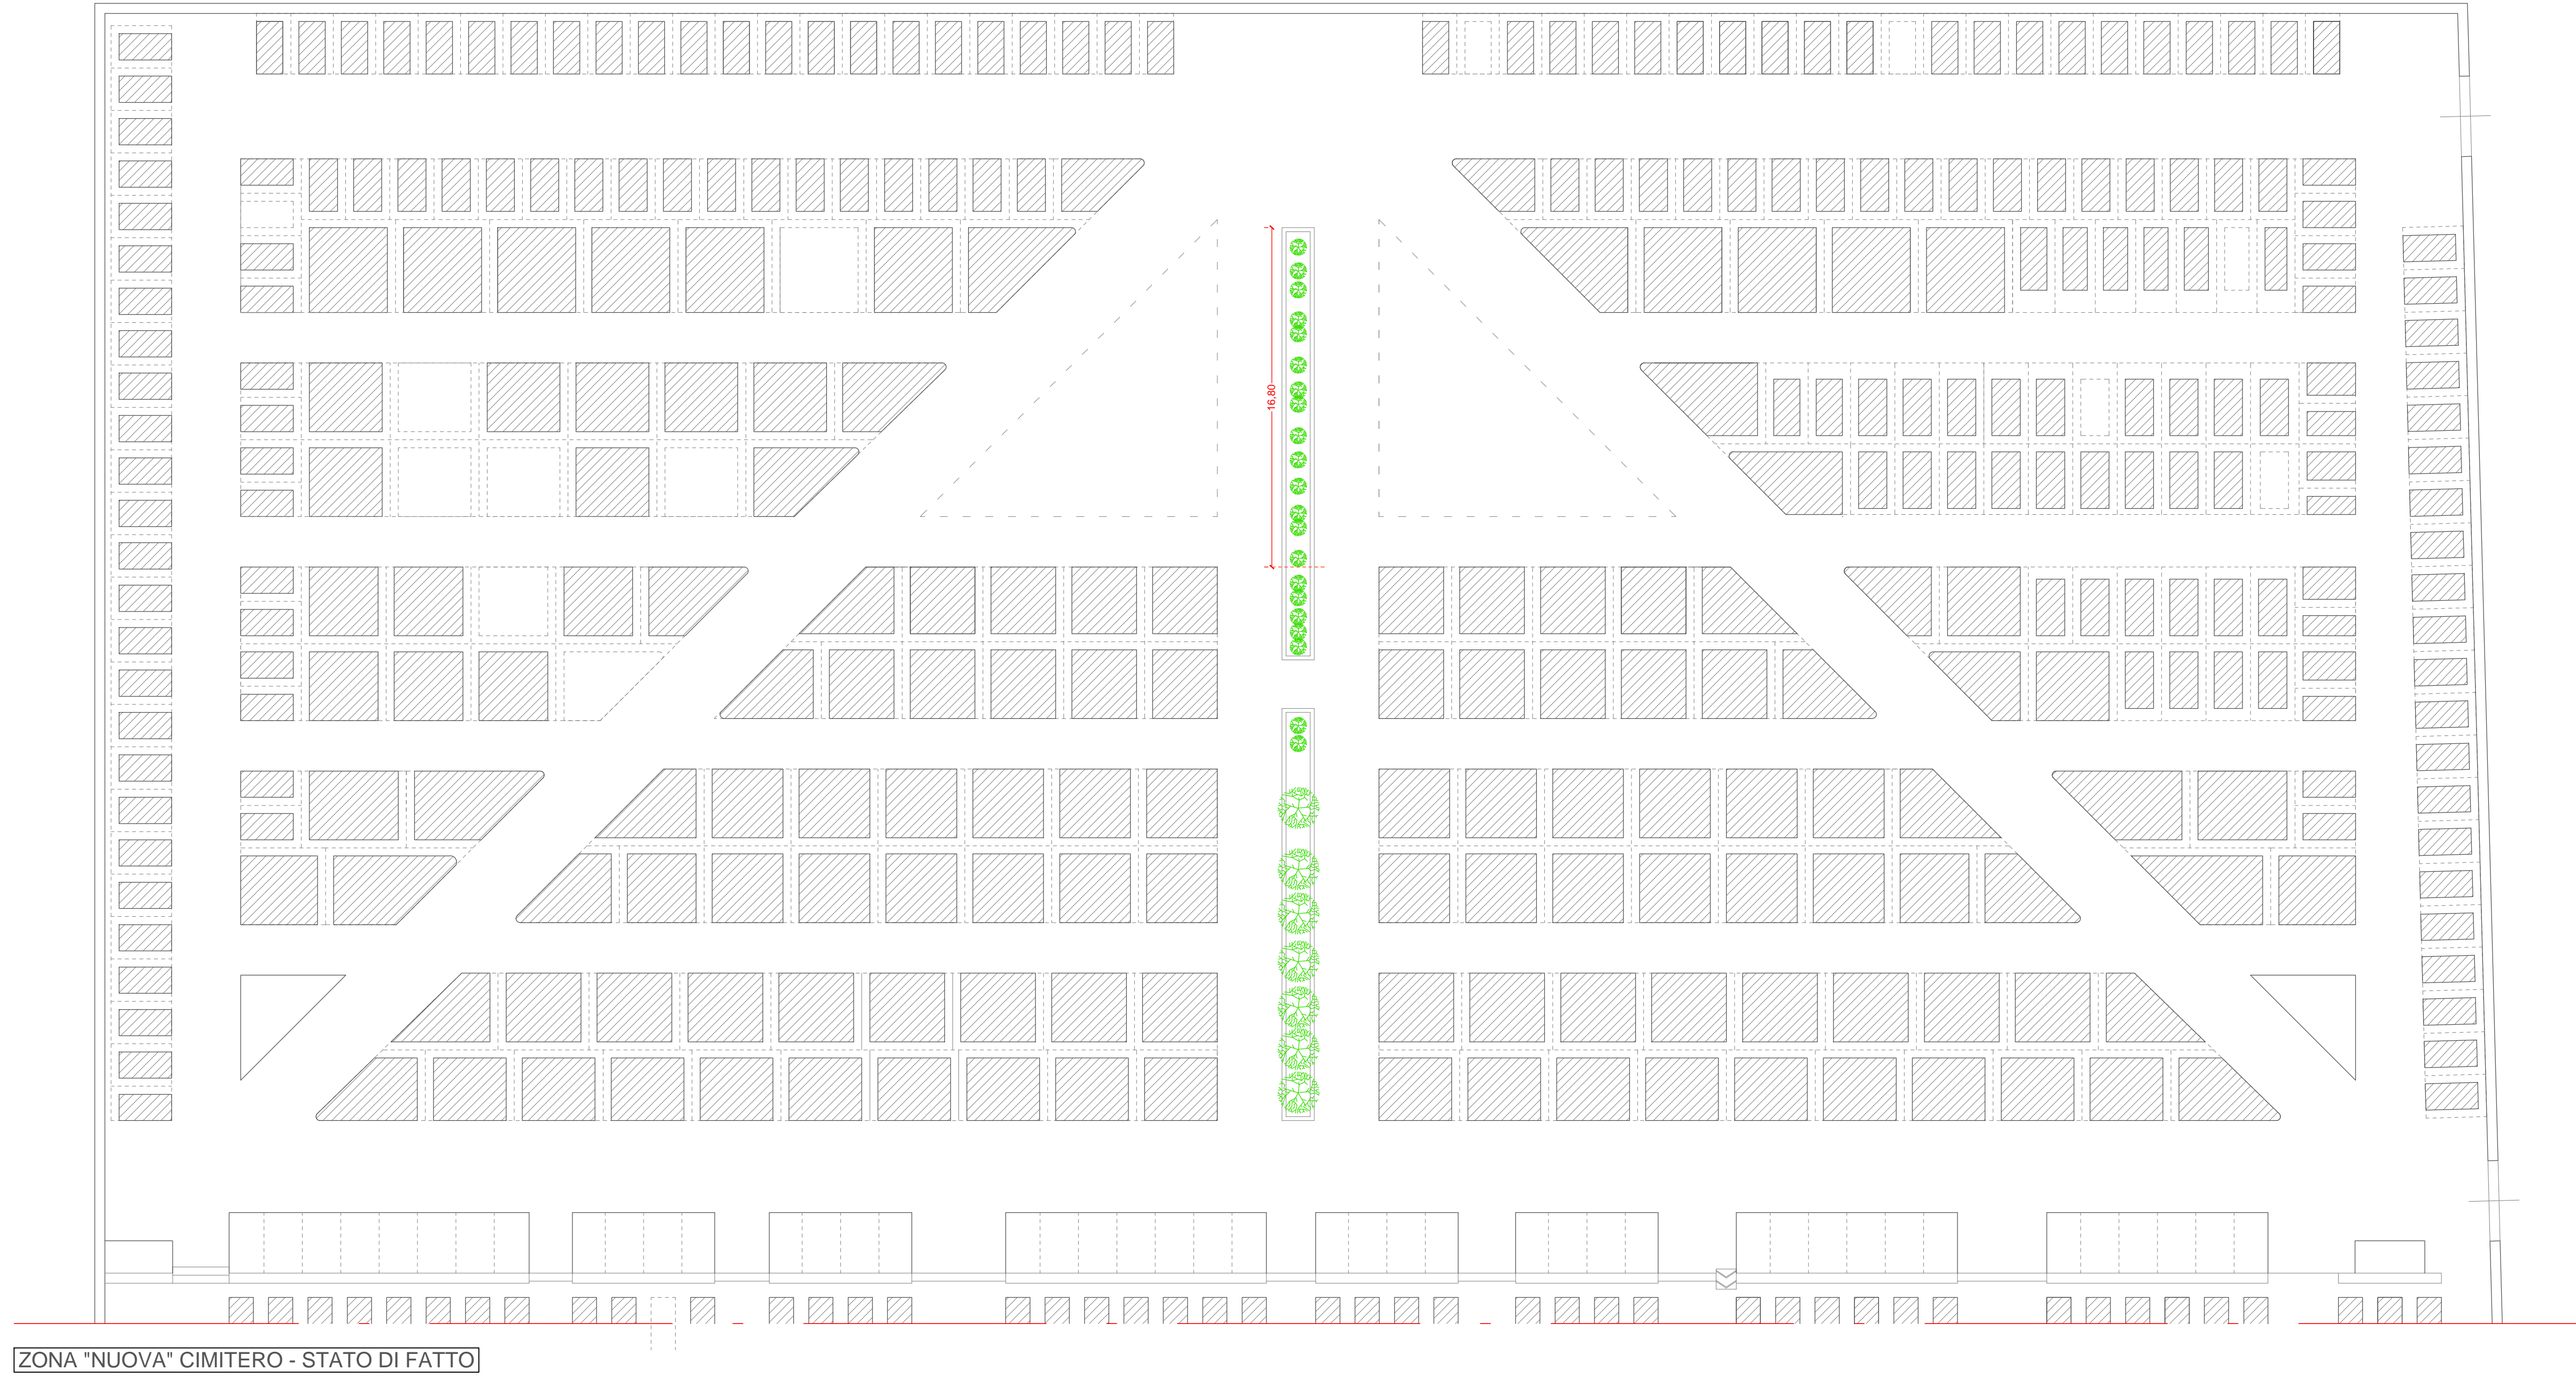 16,80
ZONA "NUOVA" CIMITERO - STATO DI FATTO